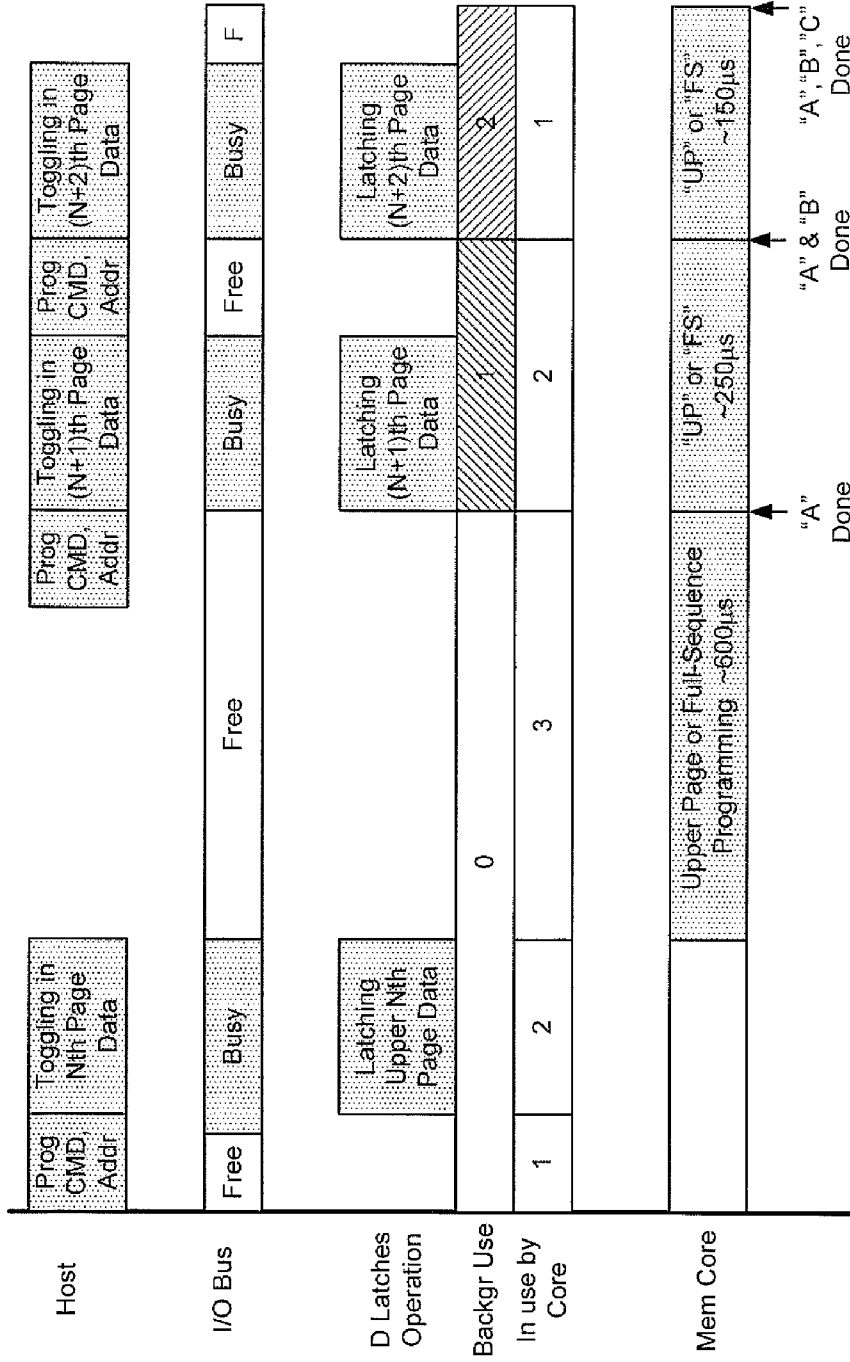 Host
Prog
CMD,
Addr
Toggling in
Nth Page
Data
Prog
CMD,
Addr
Toggling in
(N+1)th Page
Data
Prog
CMD,
Addr
Toggling in
(N+2)th Page
Data
I/O Bus
Free
Busy
Free
Busy
Free
Busy
F
D Latches
Operation
Latching
Upper Nth
Page Data
Latching
(N+1)th Page
Data
Latching
(N+2)th Page
Data
Backgr Use
0
1
2
In use by
Core
1
2
3
2
1
Mem Core
Upper Page or Full-Sequence
Programming ~600µs
"UP" or "FS"
~250µs
"UP" or "FS"
~150µs
"A"
Done
"A" & "B"
Done
"A", "B", "C"
Done